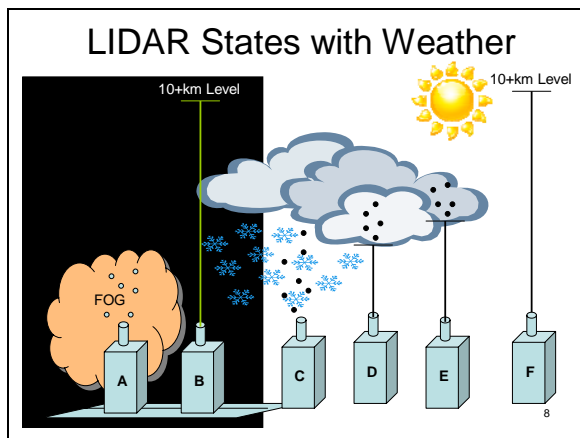 LIDAR States with Weather
10+km Level
10+km Level
FOG
A
B
C
D
E
F
8